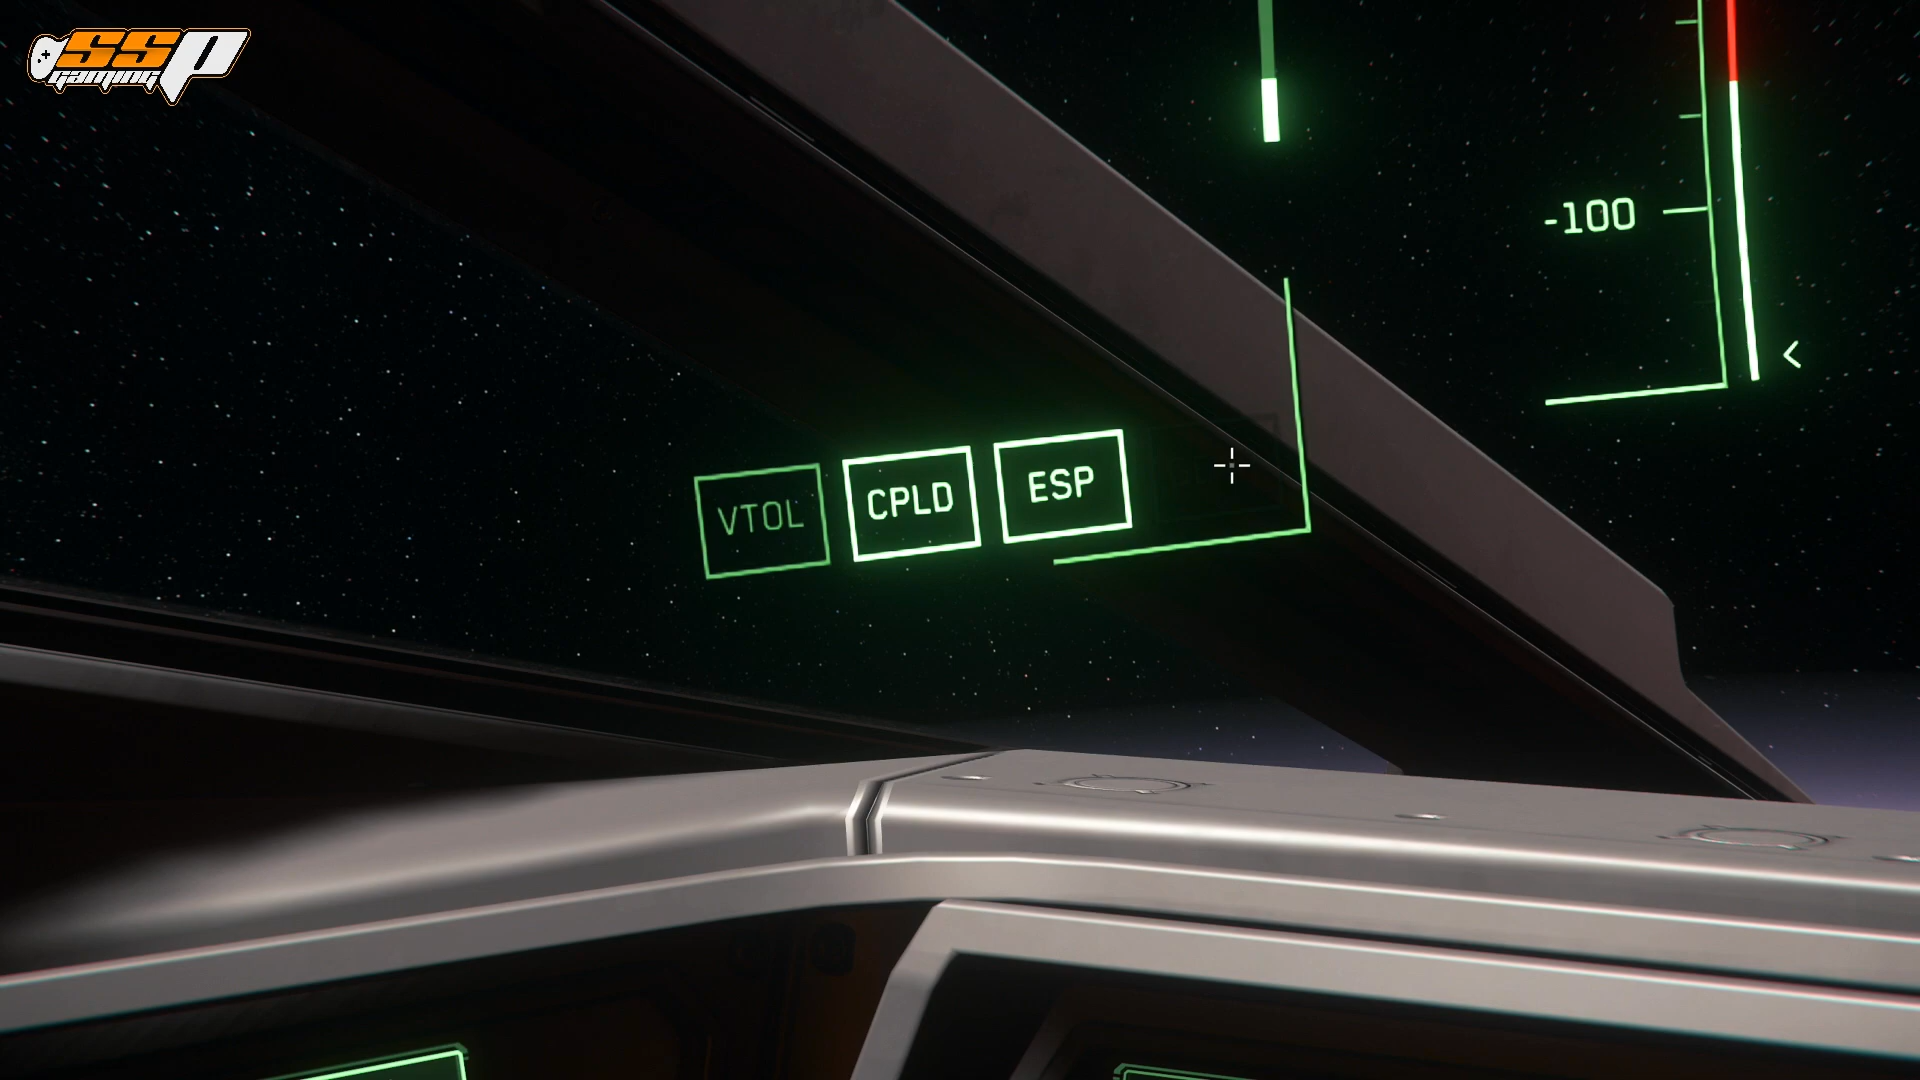 SSP
gaming
-100
VTOL
CPLD
ESP
<